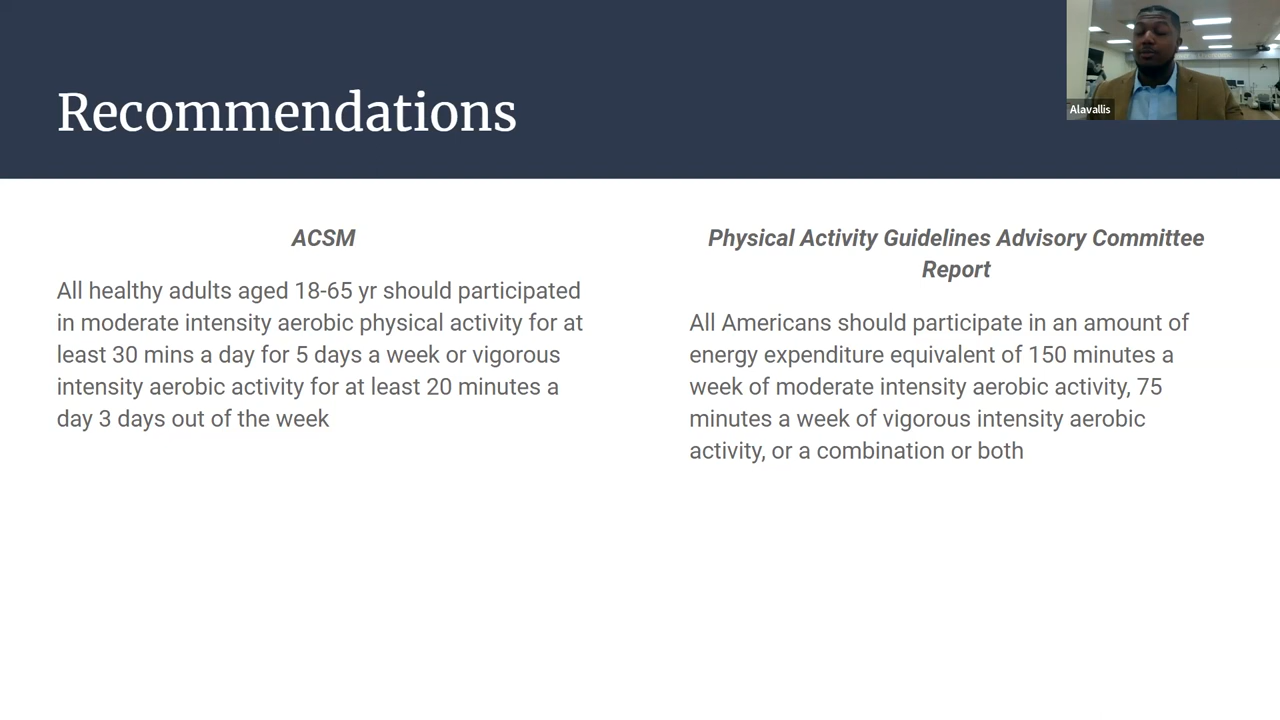 Recommendations
Alavallis
ACSM
All healthy adults aged 18-65 yr should participated
in moderate intensity aerobic physical activity for at
least 30 mins a day for 5 days a week or vigorous
intensity aerobic activity for at least 20 minutes a
day 3 days out of the week
Physical Activity Guidelines Advisory Committee
Report
All Americans should participate in an amount of
energy expenditure equivalent of 150 minutes a
week of moderate intensity aerobic activity, 75
minutes a week of vigorous intensity aerobic
activity, or a combination or both